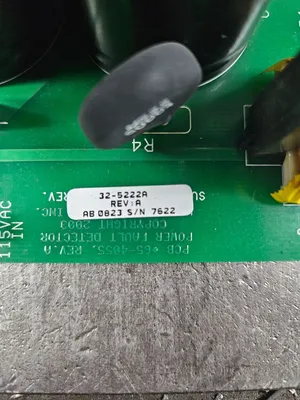 R4
32-5222A
REV:A
AB 0823 S/N 7622
115VAC
IN
PCB #65-4055, REV.A
POWER FAULT DETECTOR
COPYRIGHT 2003
INC.
REV.